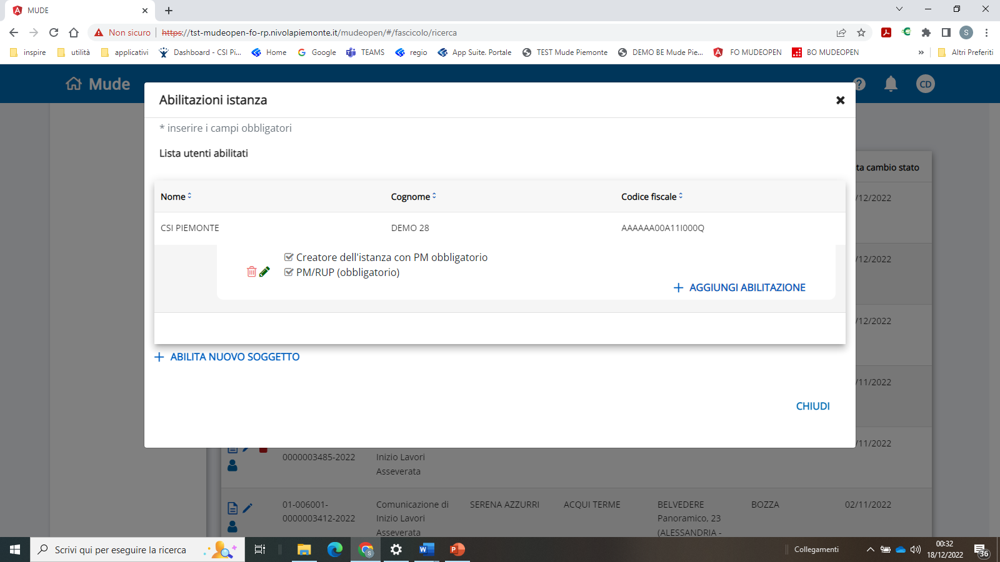 MUDE
Non sicuro https://tst-mudeopen-fo-rp.nivolapiemonte.it/mudeopen/#/fascicolo/ricerca
S
inspire utilità applicativi Dashboard - CSI Pi... Home Google TEAMS regio App Suite. Portale TEST Mude Piemonte DEMO BE Mude Pie... FO MUDEOPEN BO MUDEOPEN » Altri Preferiti
Mude ? CD
Abilitazioni istanza
* inserire i campi obbligatori
Lista utenti abilitati
ta cambio stato
Nome Cognome Codice fiscale
/12/2022
CSI PIEMONTE DEMO 28 AAAAAA00A11I000Q
Creatore dell'istanza con PM obbligatorio
/12/2022
PM/RUP (obbligatorio)
+ AGGIUNGI ABILITAZIONE
/12/2022
+ ABILITA NUOVO SOGGETTO
/11/2022
CHIUDI
/11/2022
0000003485-2022 Inizio Lavori
Asseverata
01-006001- Comunicazione di SERENA AZZURRI ACQUI TERME BELVEDERE BOZZA 02/11/2022
0000003412-2022 Inizio Lavori Panoramico, 23
Asseverata (ALESSANDRIA -
Scrivi qui per eseguire la ricerca
Collegamenti
00:32
18/12/2022
36